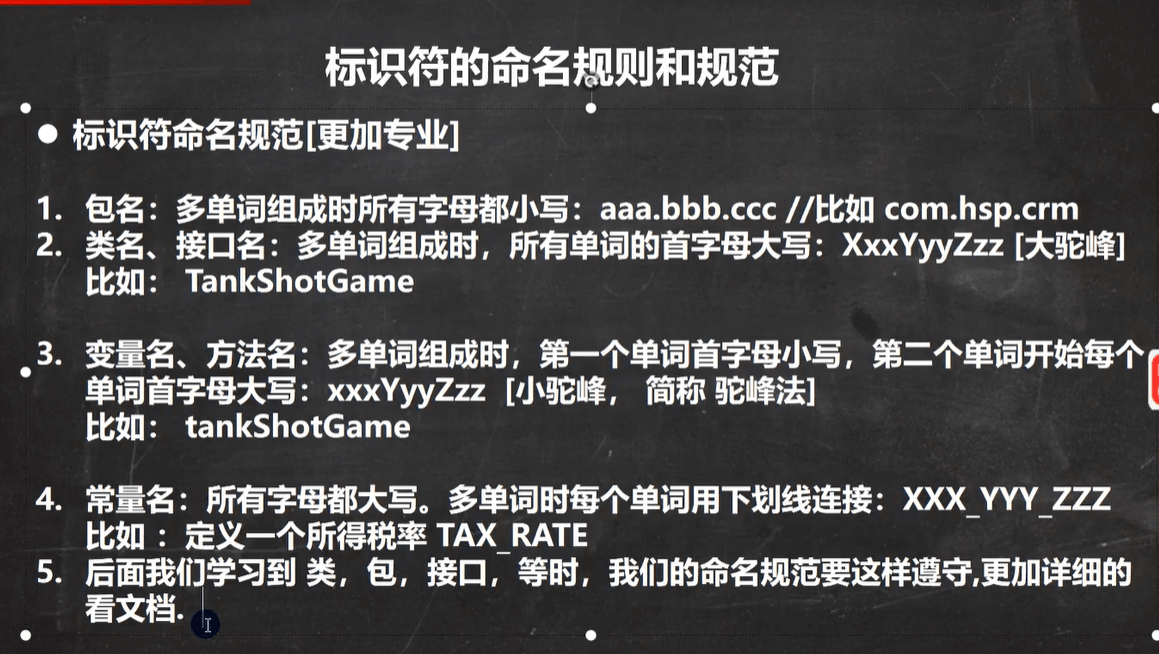 标识符的命名规则和规范
● 标识符命名规范[更加专业]
1. 包名：多单词组成时所有字母都小写：aaa.bbb.ccc //比如 com.hsp.crm
2. 类名、接口名：多单词组成时，所有单词的首字母大写：XxxYyyZzz [大驼峰]
比如： TankShotGame
3. 变量名、方法名：多单词组成时，第一个单词首字母小写，第二个单词开始每个
单词首字母大写：xxxYyyZzz [小驼峰， 简称 驼峰法]
比如： tankShotGame
4. 常量名：所有字母都大写。多单词时每个单词用下划线连接：XXX_YYY_ZZZ
比如 ：定义一个所得税率 TAX_RATE
5. 后面我们学习到 类，包，接口，等时，我们的命名规范要这样遵守,更加详细的
看文档.